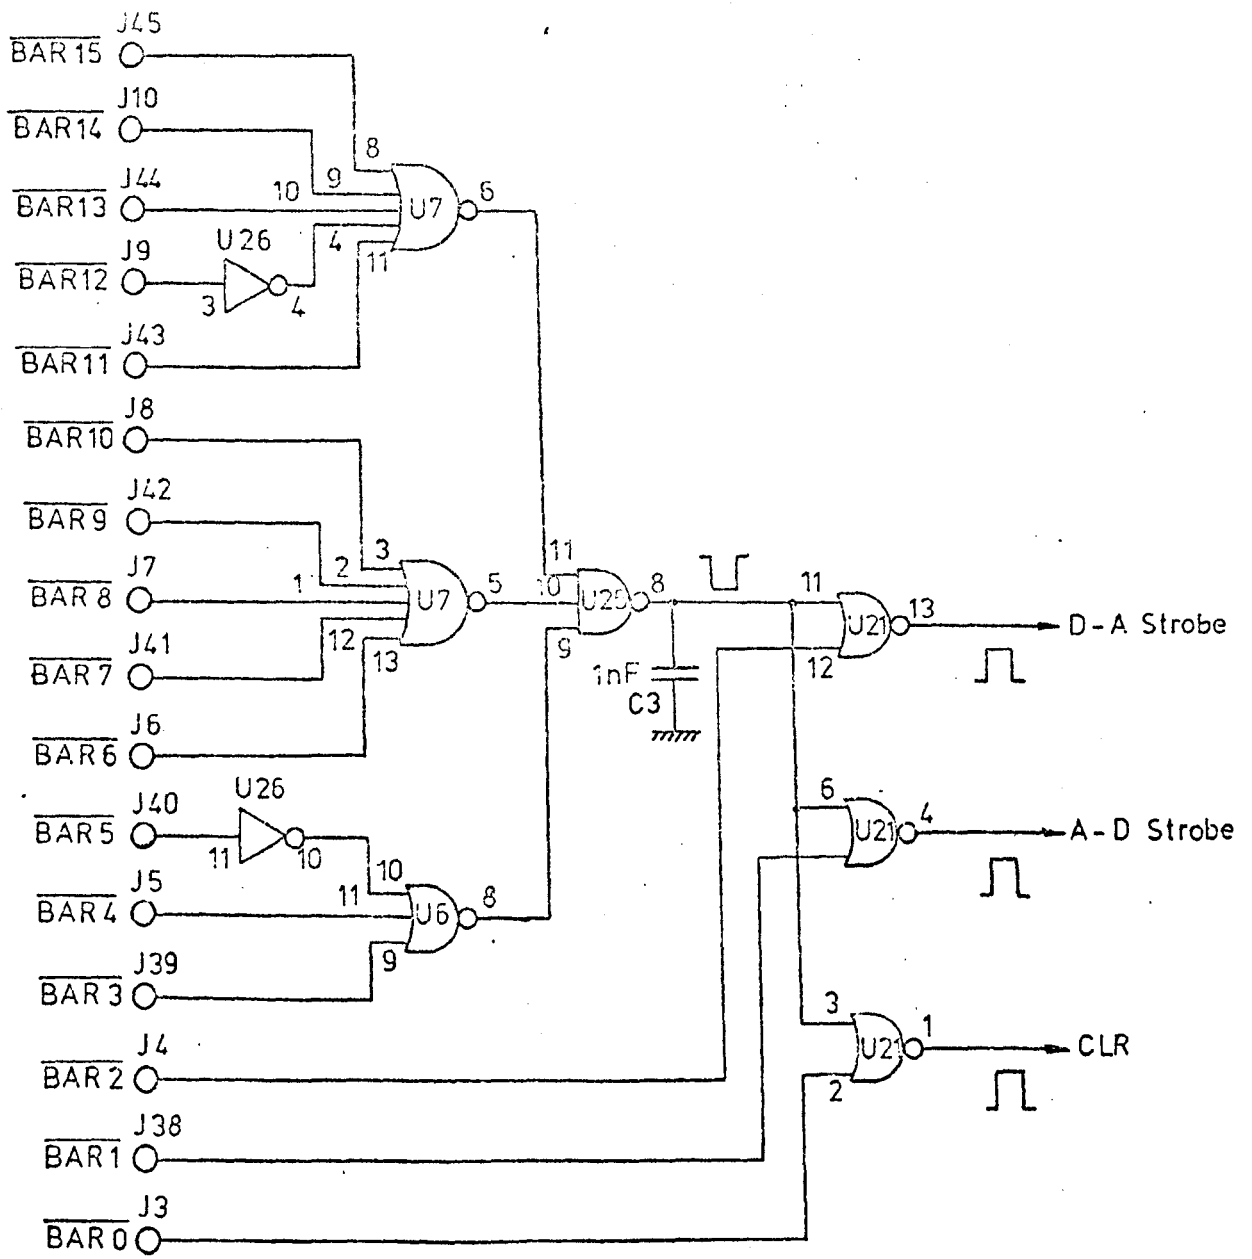 J45
BAR15
J10
BAR14
8
J44
10
9
BAR13
U7
6
J9
U26
4
BAR12
3
4
11
J43
BAR11
J8
BAR10
J42
BAR9
3
11
J7
1
2
5
10
8
11
13
BAR8
U7
U21
D-A Strobe
J41
12
9
12
BAR7
13
1nF
C3
J6
BAR6
U26
J40
6
BAR5
11
10
U21
4
A-D Strobe
J5
10
BAR4
11
U6
8
J39
9
BAR3
3
J4
U21
1
CLR
BAR2
2
J38
BAR1
J3
BAR0